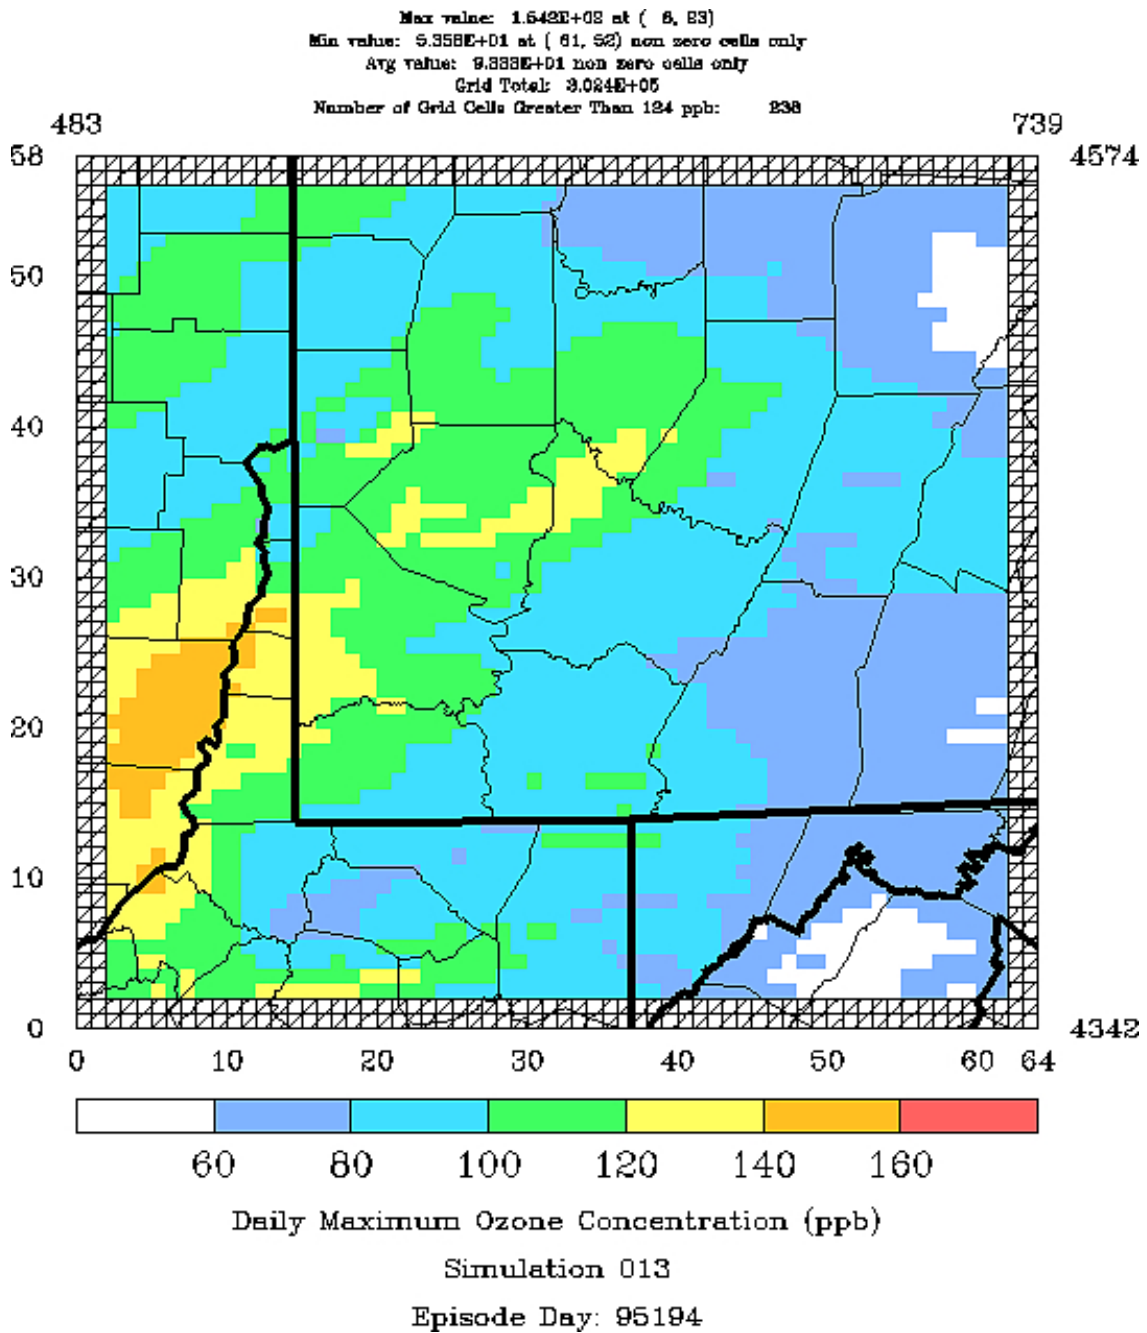 Max value: 1.542E+02 at ( 6, 23)
Min value: 5.358E+01 at ( 61, 52) non zero cells only
Avg value: 9.333E+01 non zero cells only
Grid Total: 3.024E+05
Number of Grid Cells Greater Than 124 ppb: 238
483 739
58 4574
50
40
30
20
10
0 4342
0 10 20 30 40 50 60 64
60 80 100 120 140 160
Daily Maximum Ozone Concentration (ppb)
Simulation 013
Episode Day: 95194